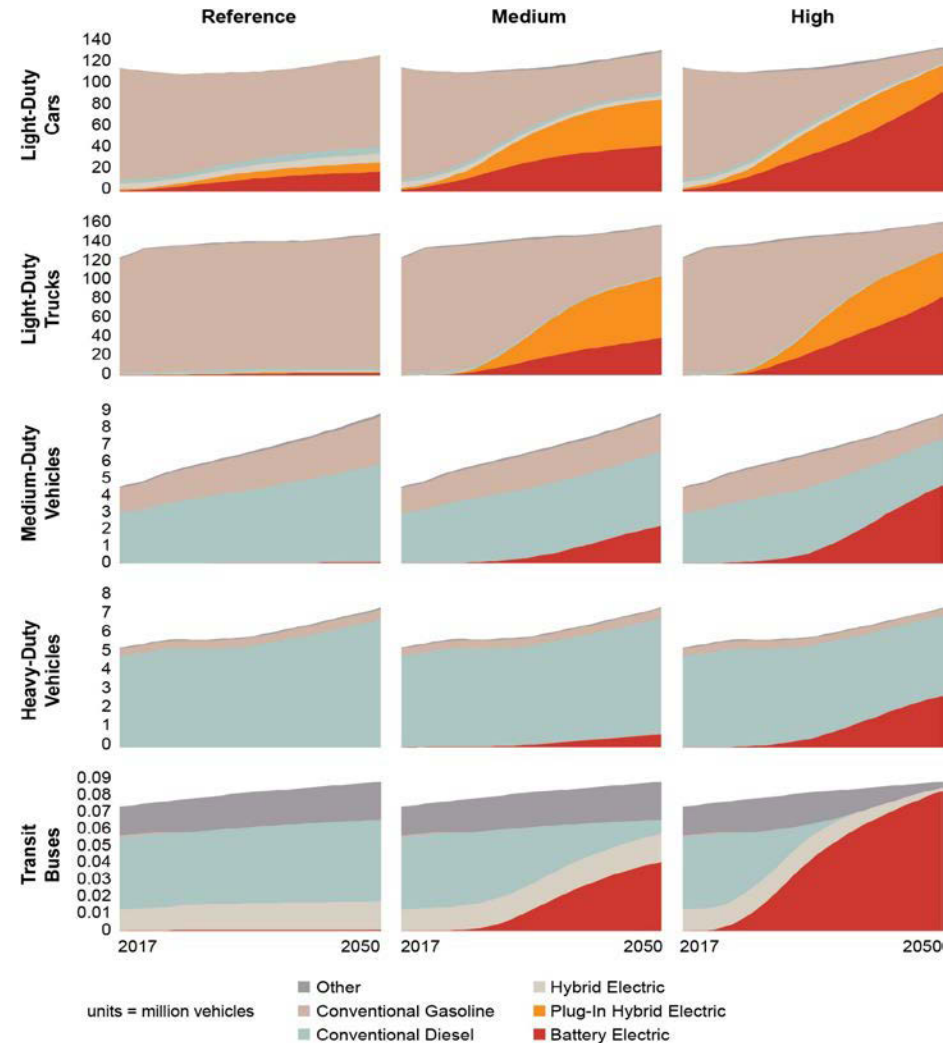 Reference Medium High
Light-Duty
Cars
140
120
100
80
60
40
20
0
Light-Duty
Trucks
160
140
120
100
80
60
40
20
0
Medium-Duty
Vehicles
9
8
7
6
5
4
3
2
1
0
Heavy-Duty
Vehicles
8
7
6
5
4
3
2
1
0
Transit
Buses
0.09
0.08
0.07
0.06
0.05
0.04
0.03
0.02
0.01
0
2017 2050 2017 2050 2017 2050
units = million vehicles
Other
Conventional Gasoline
Conventional Diesel
Hybrid Electric
Plug-In Hybrid Electric
Battery Electric